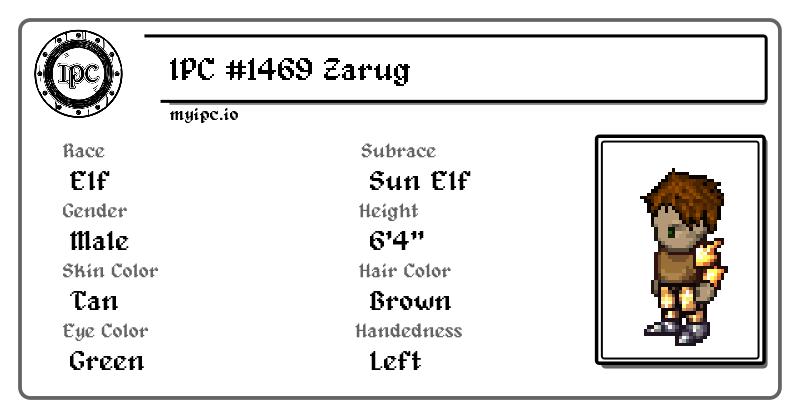 IPC
IPC #1469 Zarug
myipc.io
Race
Elf
Subrace
Sun Elf
Gender
Male
Height
6'4"
Skin Color
Tan
Hair Color
Brown
Eye Color
Green
Handedness
Left